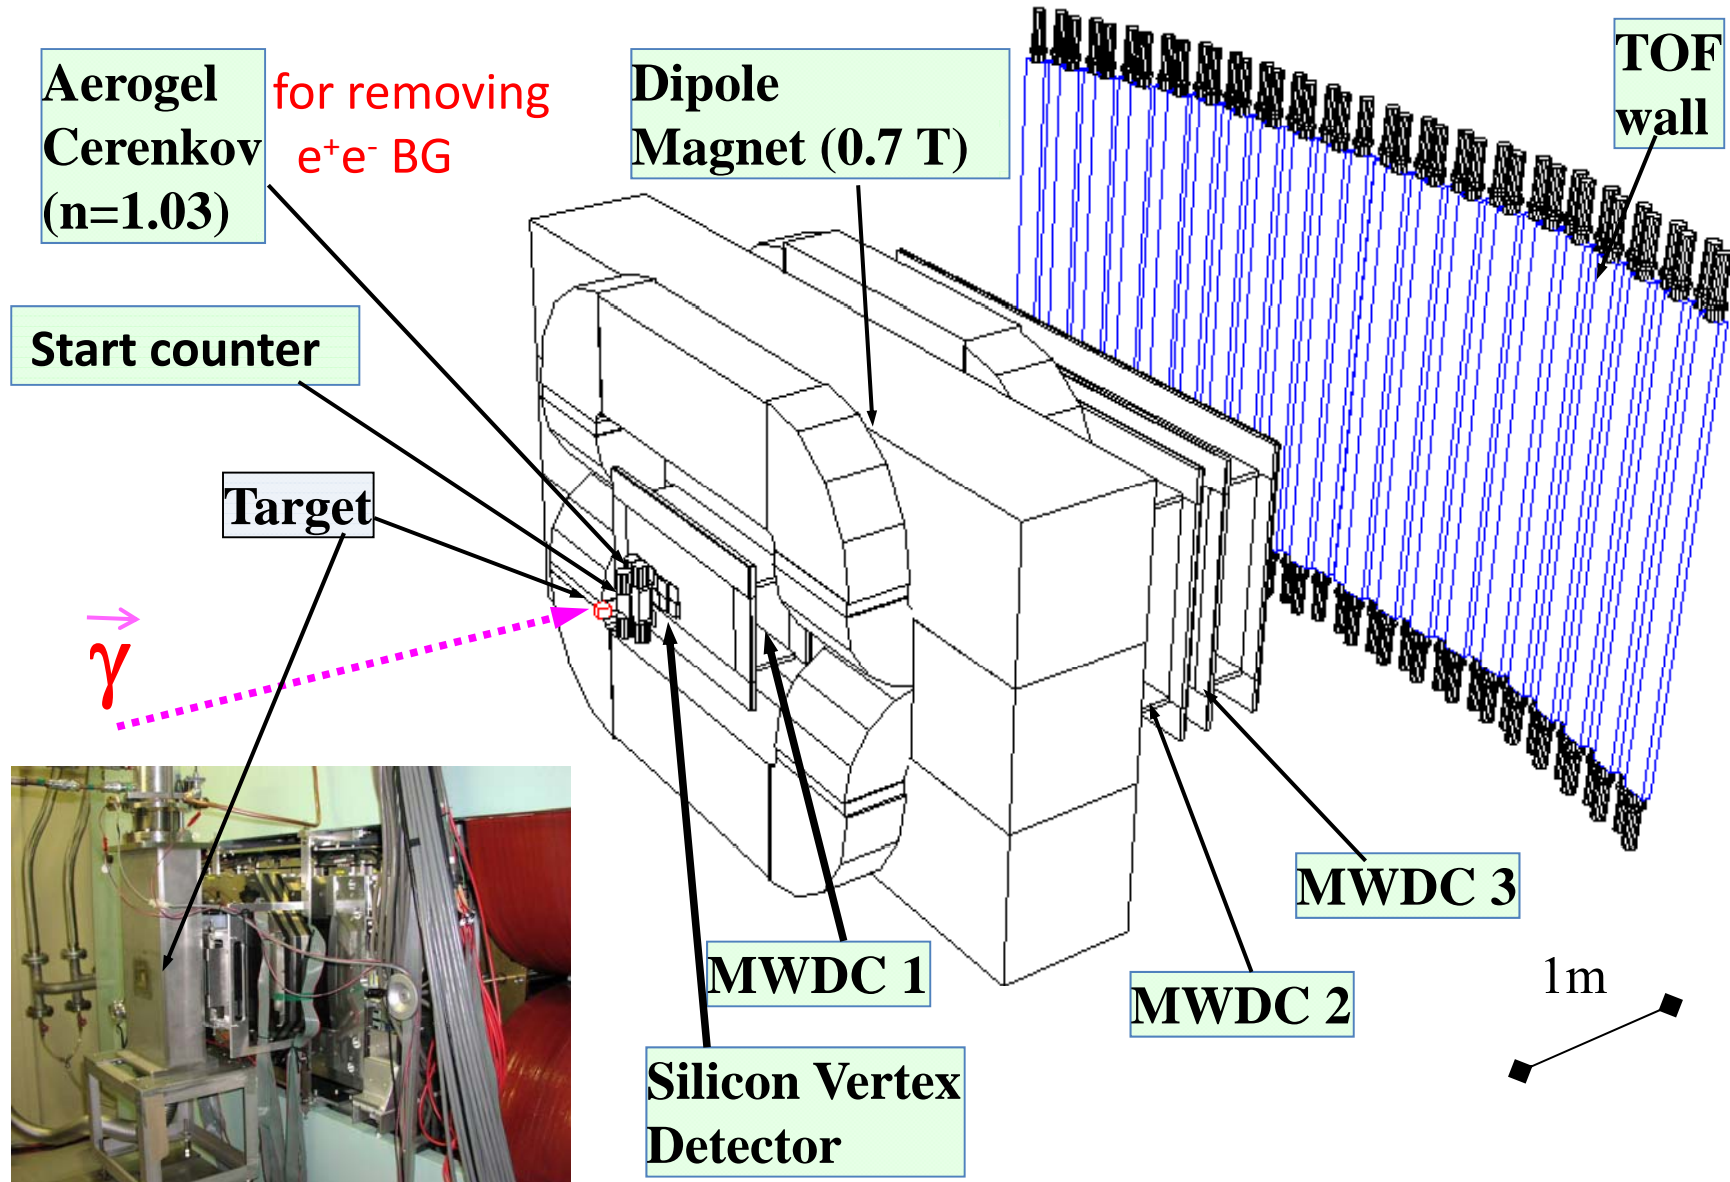 Aerogel
Cerenkov
(n=1.03)
for removing
e⁺e⁻ BG
Dipole
Magnet (0.7 T)
TOF
wall
Start counter
Target
γ
MWDC 3
MWDC 1
MWDC 2
1m
Silicon Vertex
Detector